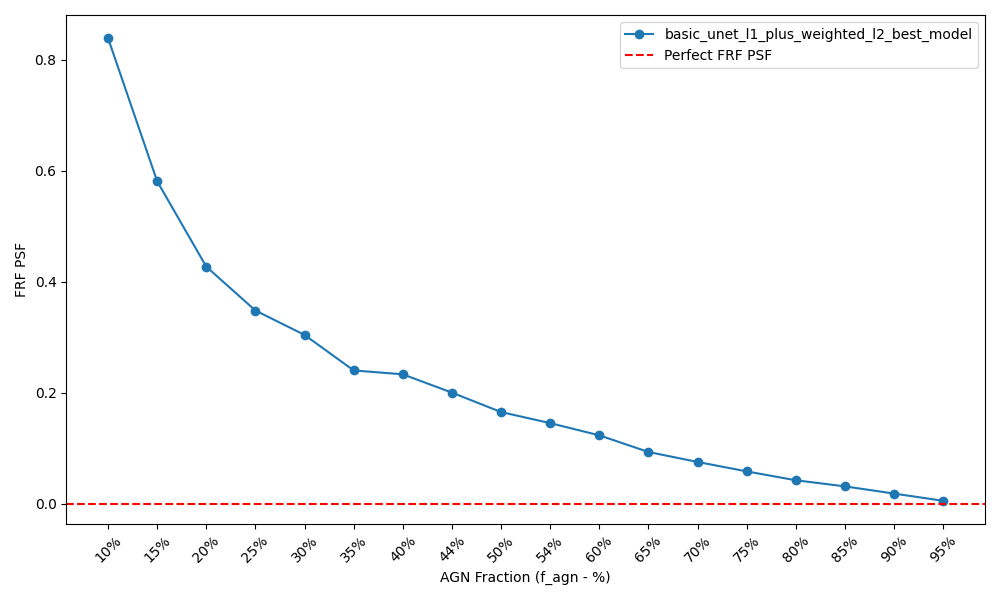 basic_unet_l1_plus_weighted_l2_best_model
Perfect FRF PSF
FRF PSF
0.8
0.6
0.4
0.2
0.0
10% 15% 20% 25% 30% 35% 40% 44% 50% 54% 60% 65% 70% 75% 80% 85% 90% 95%
AGN Fraction (f_agn - %)